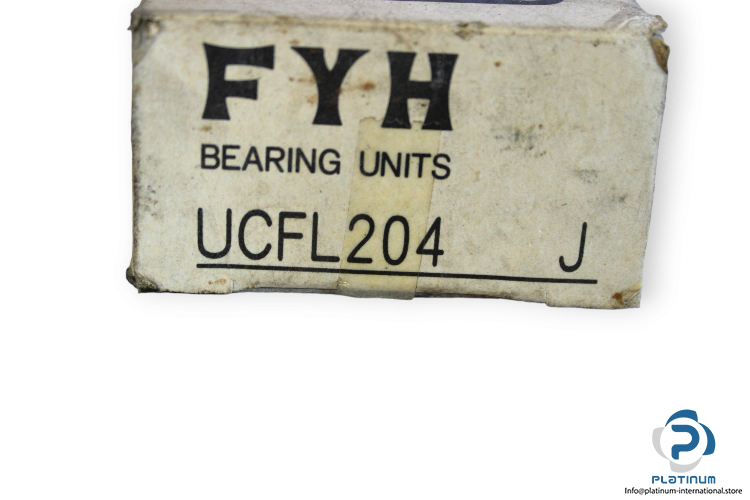 FYH
BEARING UNITS
UCFL204 J
PLATINUM
Info@platinum-international.store